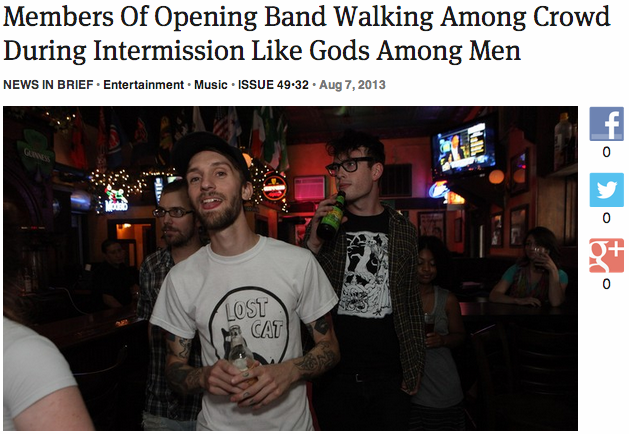 Members Of Opening Band Walking Among Crowd
During Intermission Like Gods Among Men
NEWS IN BRIEF • Entertainment • Music • ISSUE 49•32 • Aug 7, 2013
GUINNESS
LOST
CAT
f
0
0
g+
0